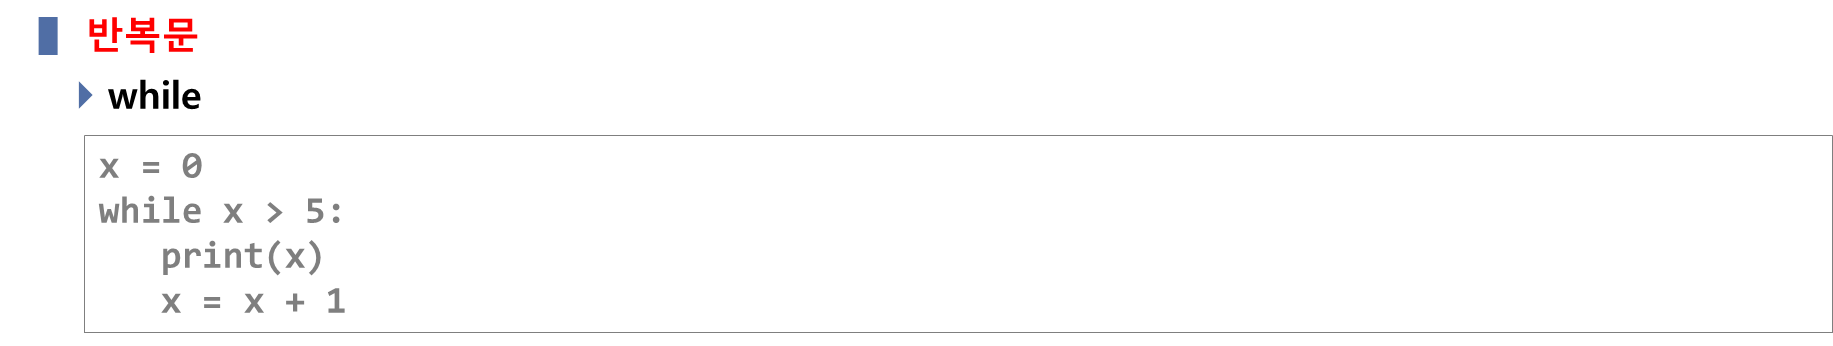 반복문
while
x = 0
while x > 5:
   print(x)
   x = x + 1